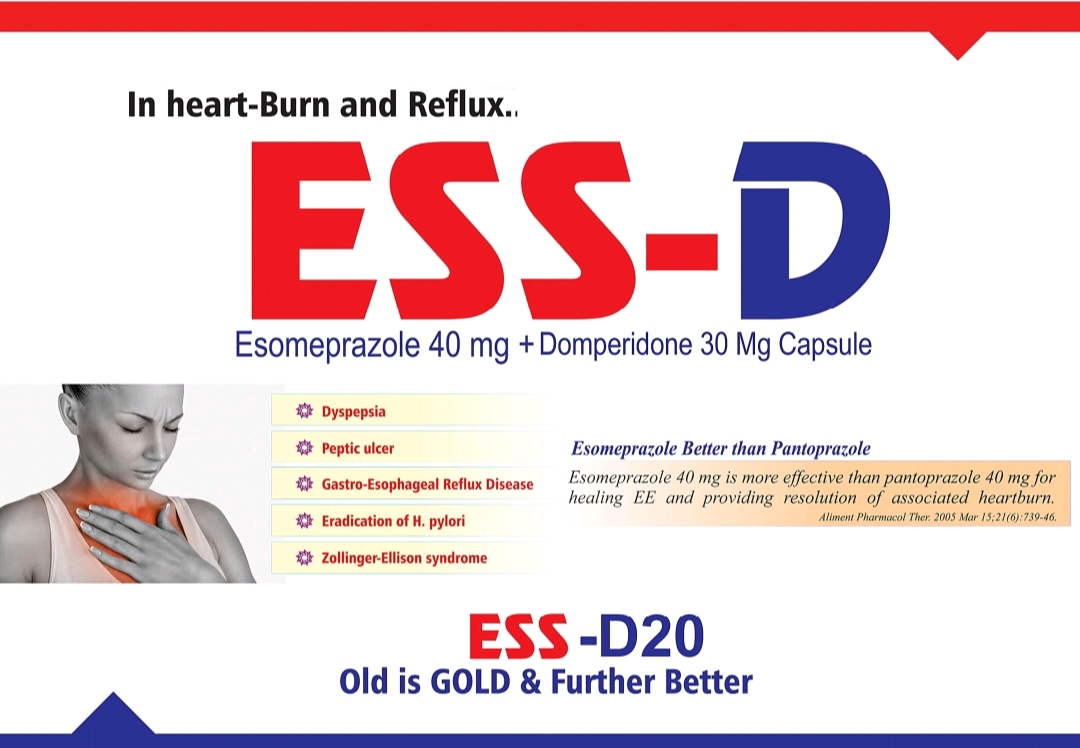 In heart-Burn and Reflux..
ESS-D
Esomeprazole 40 mg + Domperidone 30 Mg Capsule
Dyspepsia
Peptic ulcer
Gastro-Esophageal Reflux Disease
Eradication of H. pylori
Zollinger-Ellison syndrome
Esomeprazole Better than Pantoprazole
Esomeprazole 40 mg is more effective than pantoprazole 40 mg for
healing EE and providing resolution of associated heartburn.
Aliment Pharmacol Ther. 2005 Mar 15;21(6):739-46.
ESS -D20
Old is GOLD & Further Better